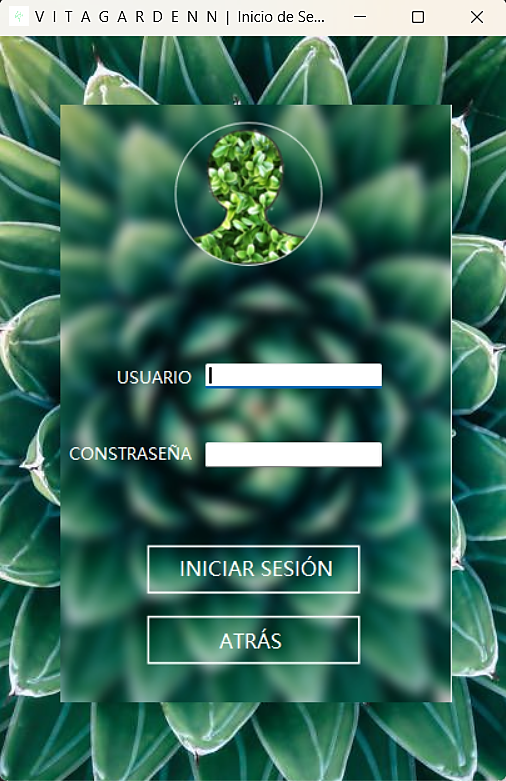 V I T A G A R D E N N | Inicio de Se...
USUARIO
CONSTRASEÑA
INICIAR SESIÓN
ATRÁS